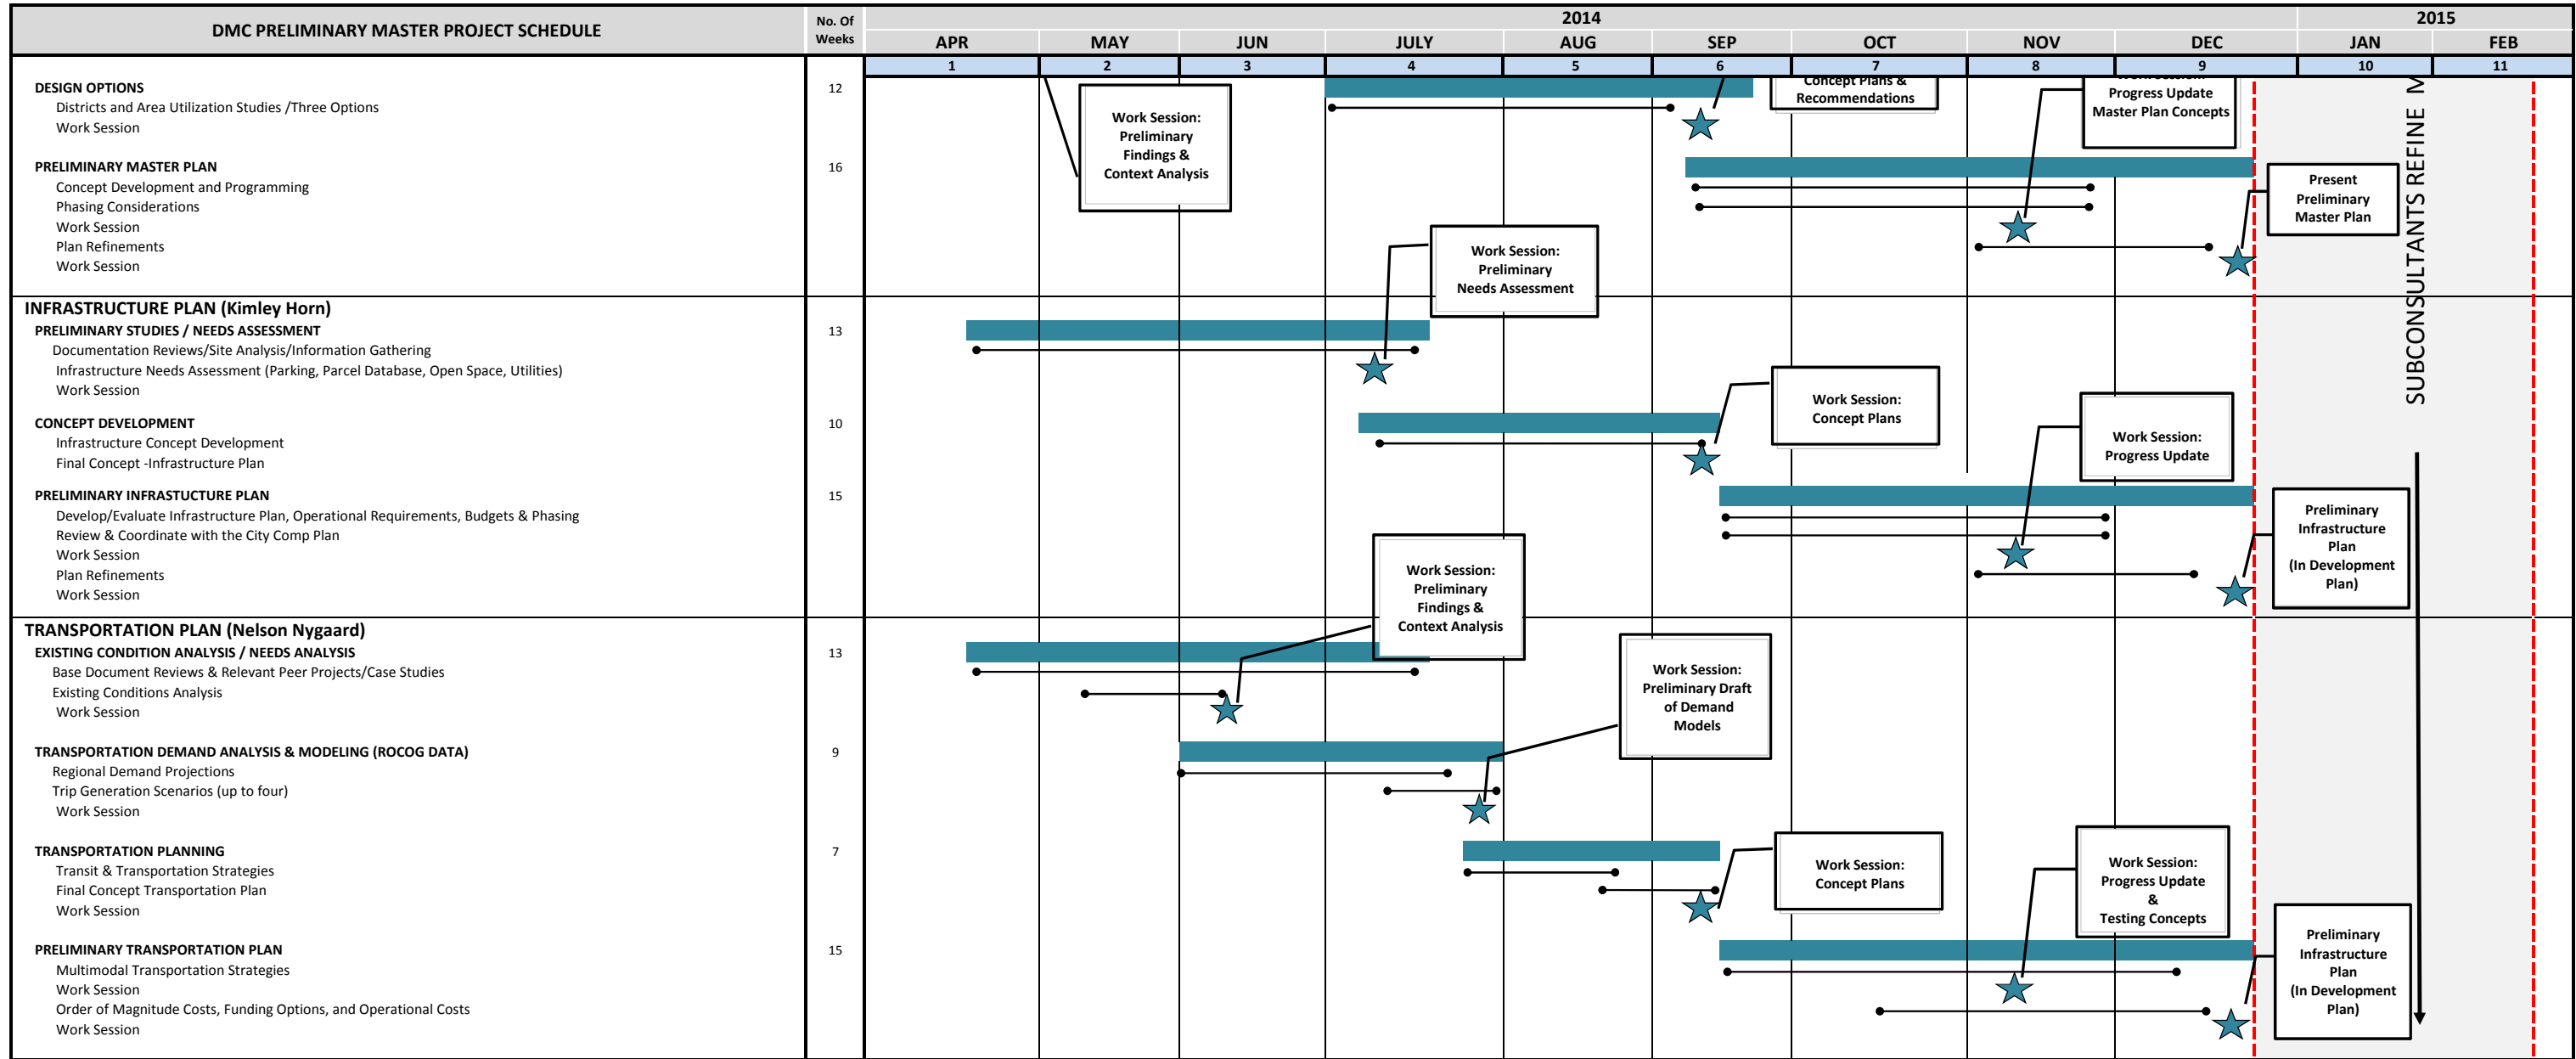 DMC PRELIMINARY MASTER PROJECT SCHEDULE
No. Of
Weeks
2014
2015
APR MAY JUN JULY AUG SEP OCT NOV DEC JAN FEB
1 2 3 4 5 6 7 8 9 10 11
DESIGN OPTIONS 12
Districts and Area Utilization Studies /Three Options
Work Session
PRELIMINARY MASTER PLAN 16
Concept Development and Programming
Phasing Considerations
Work Session
Plan Refinements
Work Session
INFRASTRUCTURE PLAN (Kimley Horn)
PRELIMINARY STUDIES / NEEDS ASSESSMENT 13
Documentation Reviews/Site Analysis/Information Gathering
Infrastructure Needs Assessment (Parking, Parcel Database, Open Space, Utilities)
Work Session
CONCEPT DEVELOPMENT 10
Infrastructure Concept Development
Final Concept -Infrastructure Plan
PRELIMINARY INFRASTUCTURE PLAN 15
Develop/Evaluate Infrastructure Plan, Operational Requirements, Budgets & Phasing
Review & Coordinate with the City Comp Plan
Work Session
Plan Refinements
Work Session
TRANSPORTATION PLAN (Nelson Nygaard)
EXISTING CONDITION ANALYSIS / NEEDS ANALYSIS 13
Base Document Reviews & Relevant Peer Projects/Case Studies
Existing Conditions Analysis
Work Session
TRANSPORTATION DEMAND ANALYSIS & MODELING (ROCOG DATA) 9
Regional Demand Projections
Trip Generation Scenarios (up to four)
Work Session
TRANSPORTATION PLANNING 7
Transit & Transportation Strategies
Final Concept Transportation Plan
Work Session
PRELIMINARY TRANSPORTATION PLAN 15
Multimodal Transportation Strategies
Work Session
Order of Magnitude Costs, Funding Options, and Operational Costs
Work Session
Work Session:
Preliminary
Findings &
Context Analysis
Concept Plans &
Recommendations
Work Session:
Progress Update
Master Plan Concepts
Present
Preliminary
Master Plan
Work Session:
Preliminary
Needs Assessment
Work Session:
Concept Plans
Work Session:
Progress Update
Preliminary
Infrastructure
Plan
(In Development
Plan)
Work Session:
Preliminary
Findings &
Context Analysis
Work Session:
Preliminary Draft
of Demand
Models
Work Session:
Concept Plans
Work Session:
Progress Update
&
Testing Concepts
Preliminary
Infrastructure
Plan
(In Development
Plan)
SUBCONSULTANTS REFINE